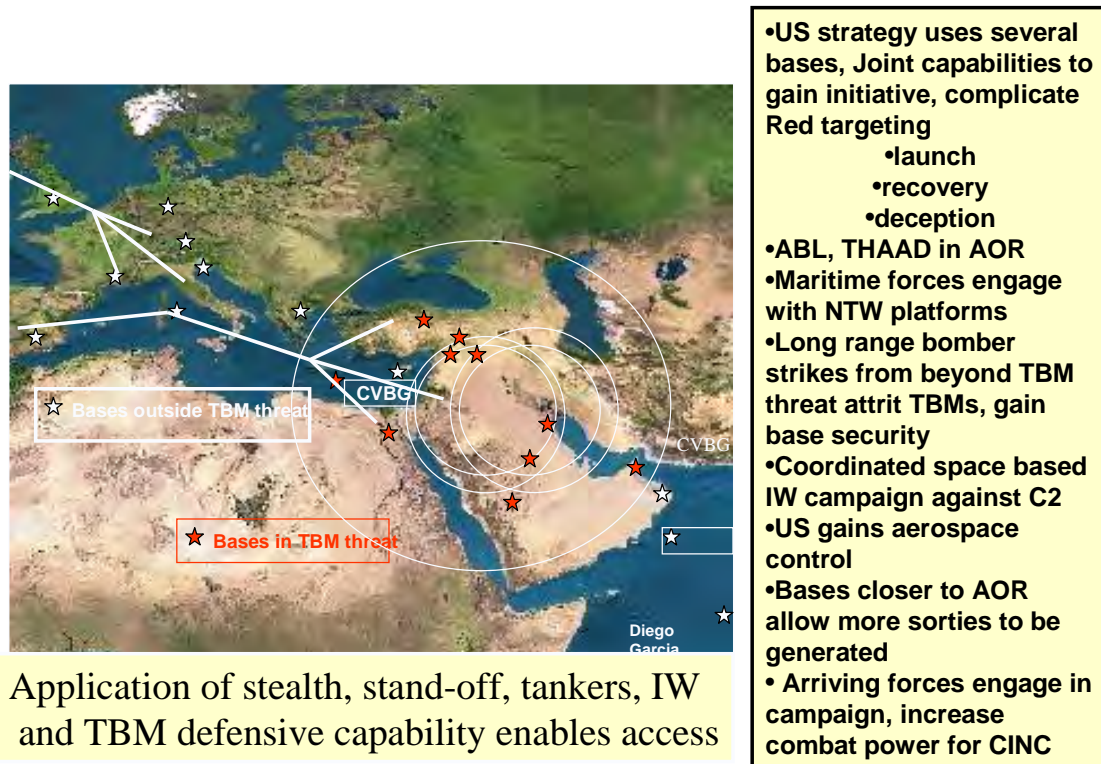 •US strategy uses several
bases, Joint capabilities to
gain initiative, complicate
Red targeting
•launch
•recovery
•deception
•ABL, THAAD in AOR
•Maritime forces engage
with NTW platforms
•Long range bomber
strikes from beyond TBM
threat attrit TBMs, gain
base security
•Coordinated space based
IW campaign against C2
•US gains aerospace
control
•Bases closer to AOR
allow more sorties to be
generated
• Arriving forces engage in
campaign, increase
combat power for CINC
CVBG
Bases outside TBM threat
CVBG
Bases in TBM threat
Diego
Garcia
Application of stealth, stand-off, tankers, IW
and TBM defensive capability enables access